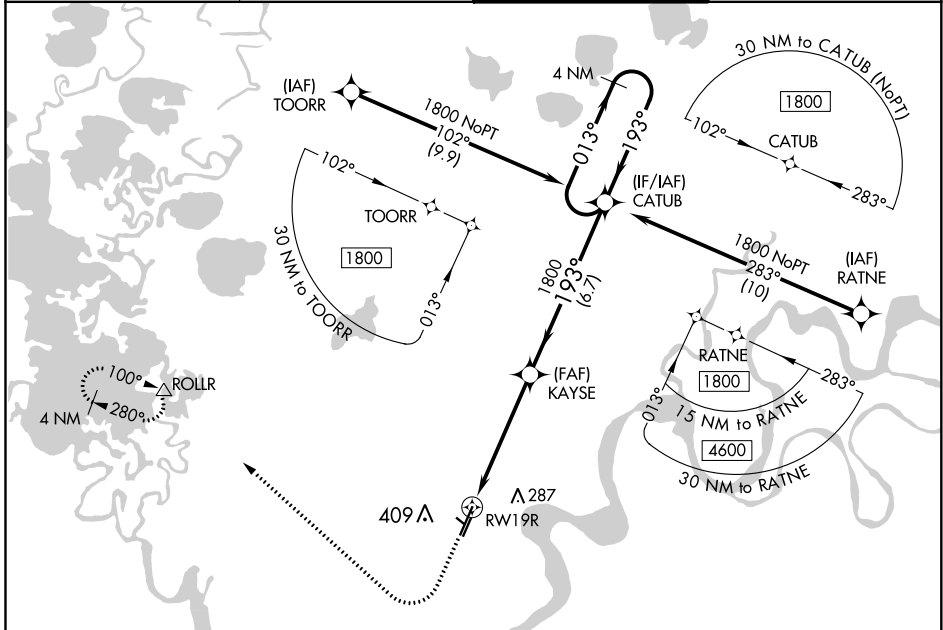 (IAF)
TOORR
1800 NoPT
102°
(9.9)
4 NM
013°
193°
30 NM to CATUB (NoPT)
1800
102°
CATUB
283°
(IF/IAF)
CATUB
102°
TOORR
1800
013°
30 NM to TOORR
1800
193°
(6.7)
1800 NoPT
283°
(10)
(IAF)
RATNE
RATNE
1800
283°
013°
15 NM to RATNE
4600
30 NM to RATNE
(FAF)
KAYSE
100°
ROLLR
280°
4 NM
409
287
RW19R